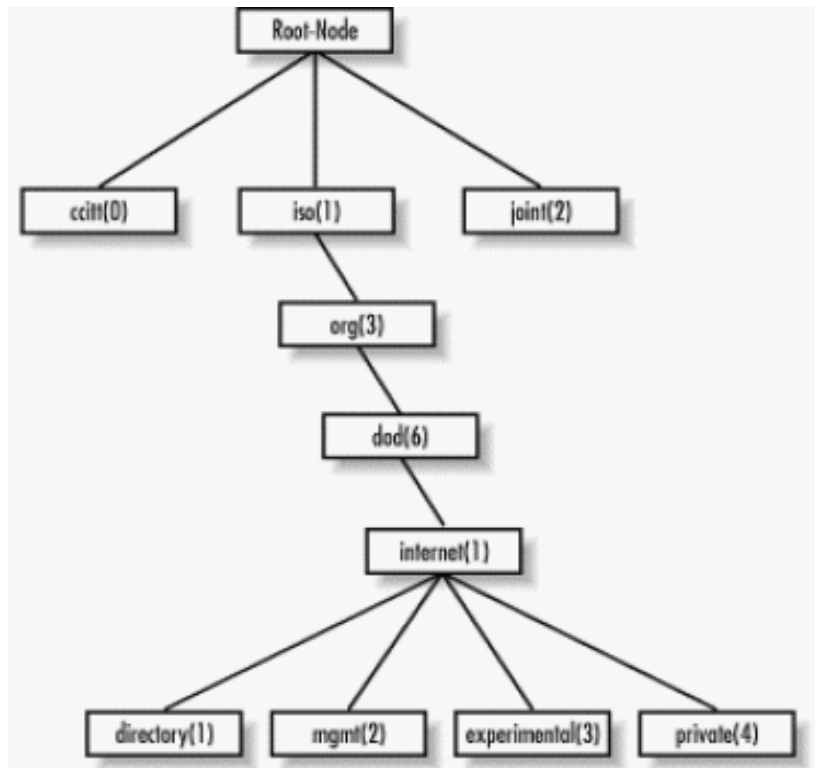 Root-Node
ccitt(0)
iso(1)
joint(2)
org(3)
dod(6)
internet(1)
directory(1)
mgmt(2)
experimental(3)
private(4)